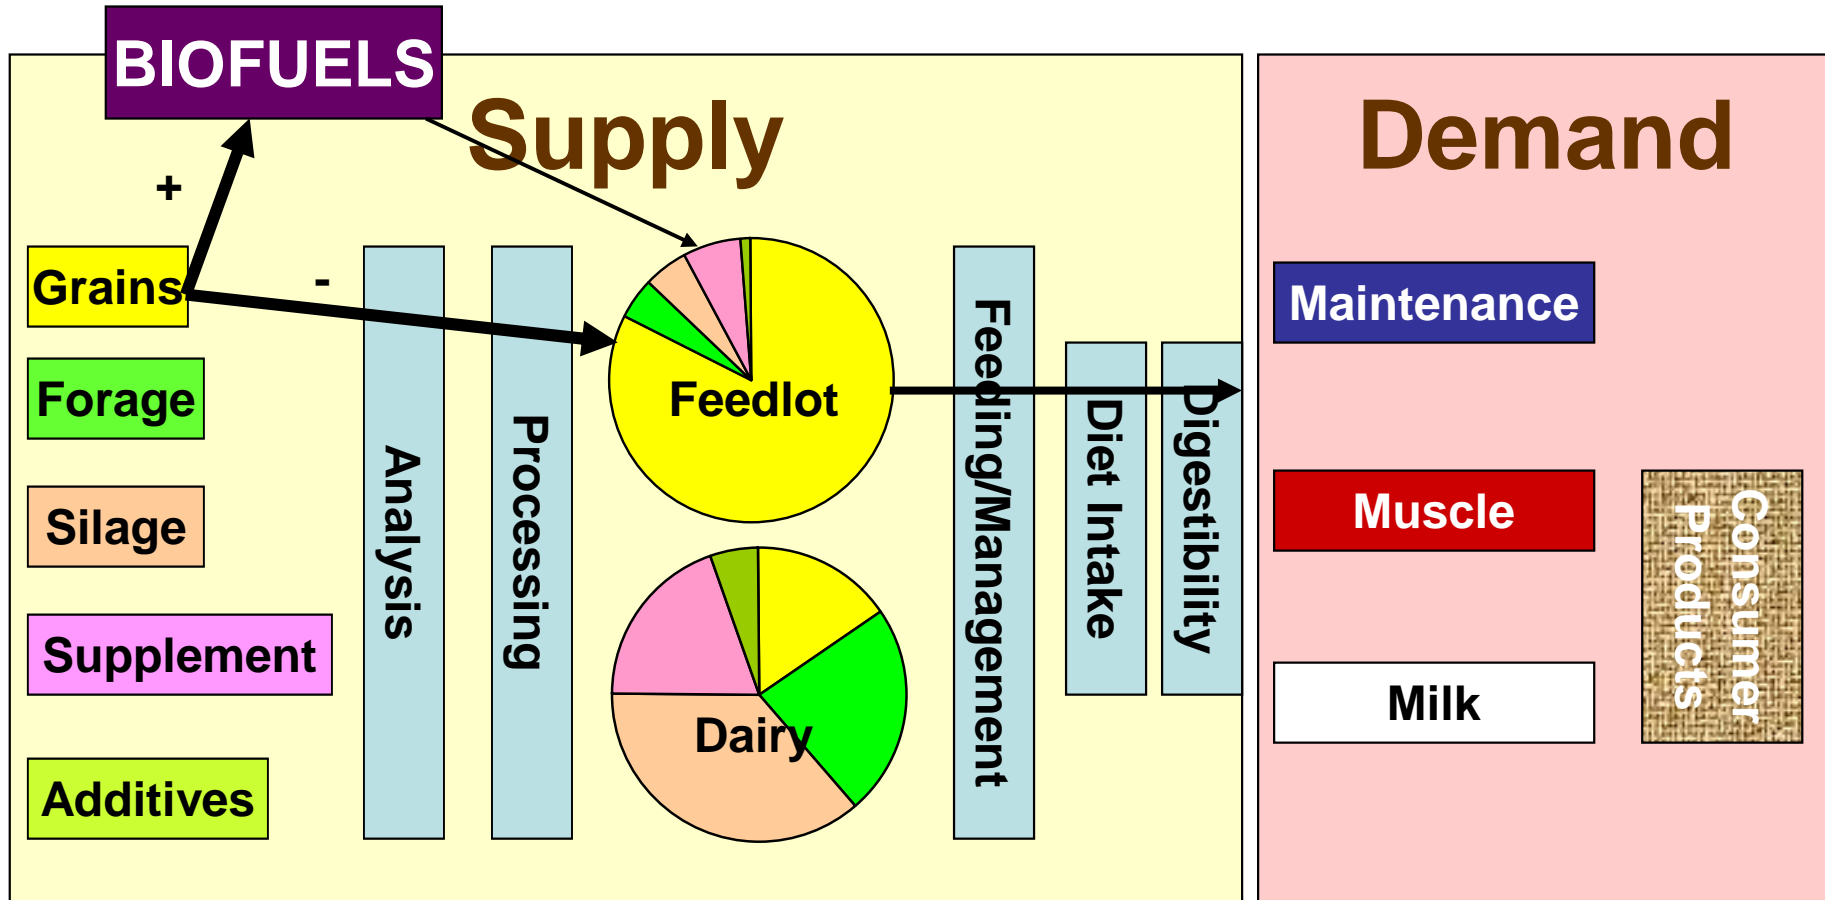 BIOFUELS
Supply
Demand
+
-
Grains
Forage
Silage
Supplement
Additives
Analysis
Processing
Feedlot
Dairy
Feeding/Management
Diet Intake
Digestibility
Maintenance
Muscle
Milk
Consumer
Products